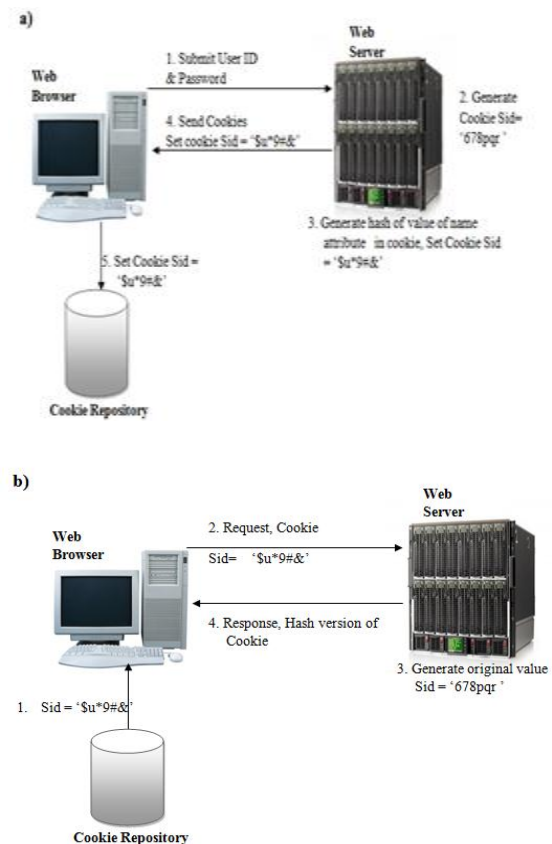 a)
Web
Server
Web
Browser
1. Submit User ID
& Password
4. Send Cookies
Set cookie Sid = ‘$u*9#&’
2. Generate
Cookie Sid=
‘678pqr ’
3. Generate hash of value of name
attribute in cookie, Set Cookie Sid
= ‘$u*9#&’
5. Set Cookie Sid =
‘$u*9#&’
Cookie Repository
b)
Web
Server
Web
Browser
2. Request, Cookie
Sid= ‘$u*9#&’
4. Response, Hash version of
Cookie
3. Generate original value
Sid = ‘678pqr ’
1. Sid = ‘$u*9#&’
Cookie Repository